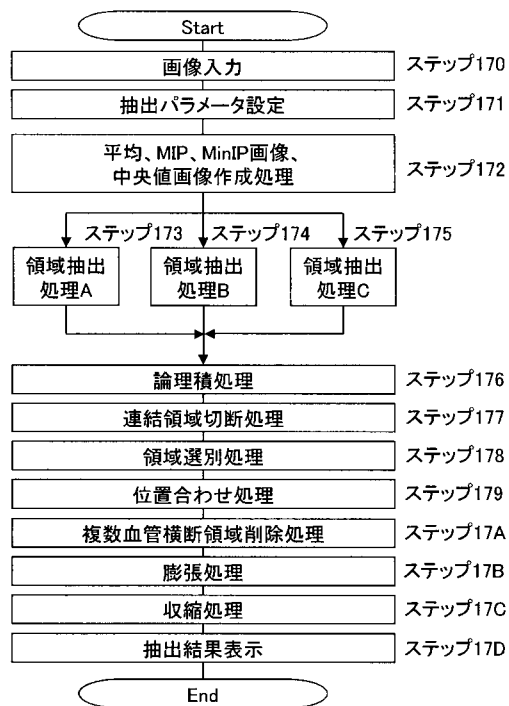 Start
画像入力
ステップ170
抽出パラメータ設定
ステップ171
平均、MIP、MinIP画像、
中央値画像作成処理
ステップ172
ステップ173
ステップ174
ステップ175
領域抽出
処理A
領域抽出
処理B
領域抽出
処理C
論理積処理
ステップ176
連結領域切断処理
ステップ177
領域選別処理
ステップ178
位置合わせ処理
ステップ179
複数血管横断領域削除処理
ステップ17A
膨張処理
ステップ17B
収縮処理
ステップ17C
抽出結果表示
ステップ17D
End